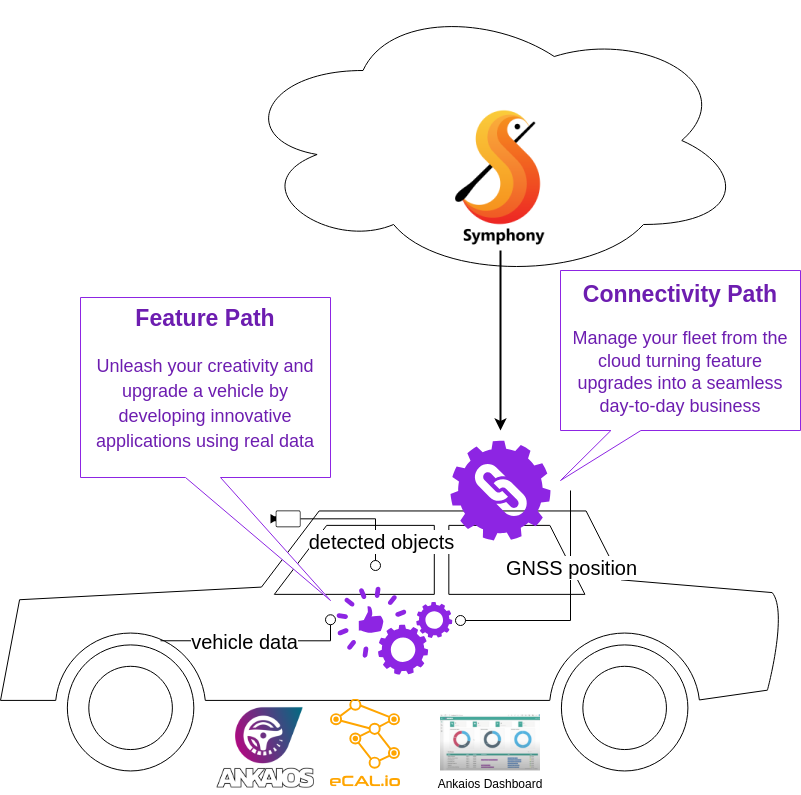 Symphony
Connectivity Path
Manage your fleet from the
cloud turning feature
upgrades into a seamless
day-to-day business
Feature Path
Unleash your creativity and
upgrade a vehicle by
developing innovative
applications using real data
detected objects
GNSS position
vehicle data
ANKAIOS
eCAL.io
Ankaios Dashboard